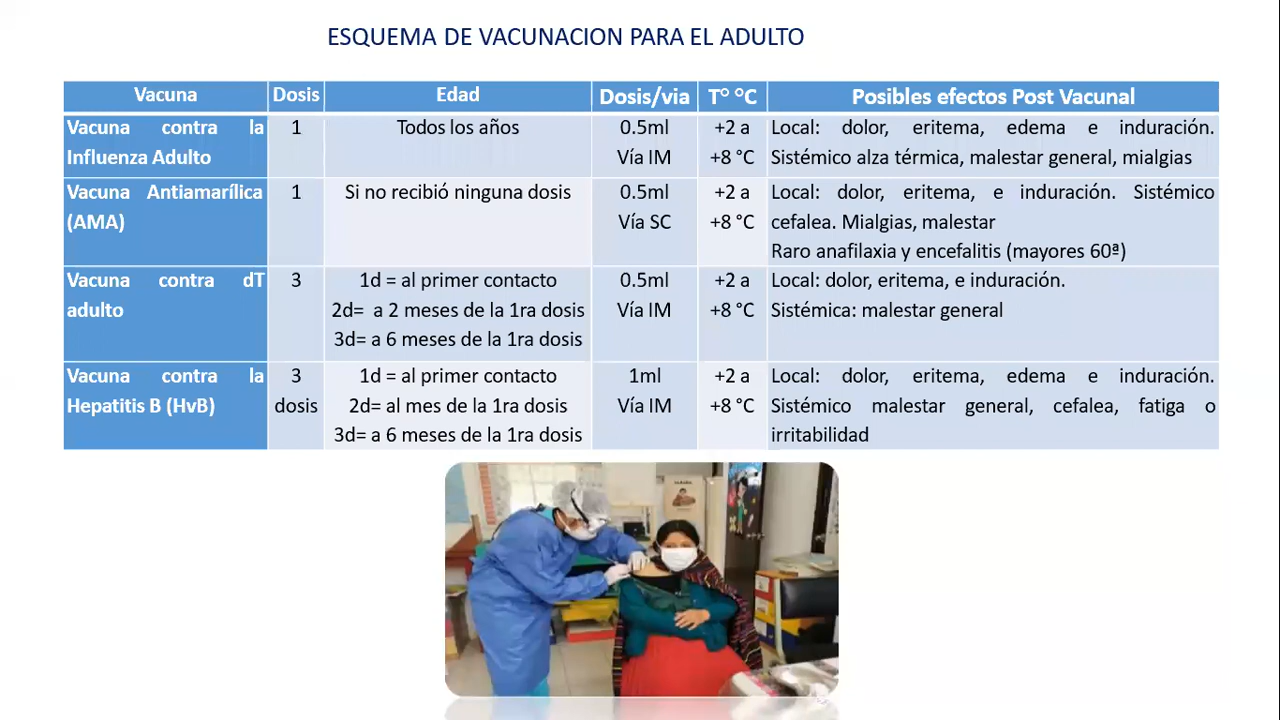 ESQUEMA DE VACUNACION PARA EL ADULTO
Vacuna Dosis Edad Dosis/via T° °C Posibles efectos Post Vacunal
Vacuna contra la Influenza Adulto
1
Todos los años
0.5ml
Vía IM
+2 a
+8 °C
Local: dolor, eritema, edema e induración.
Sistémico alza térmica, malestar general, mialgias
Vacuna Antiamarílica
(AMA)
1
Si no recibió ninguna dosis
0.5ml
Vía SC
+2 a
+8 °C
Local: dolor, eritema, e induración. Sistémico
cefalea. Mialgias, malestar
Raro anafilaxia y encefalitis (mayores 60ª)
Vacuna contra dT
adulto
3
1d = al primer contacto
2d= a 2 meses de la 1ra dosis
3d= a 6 meses de la 1ra dosis
0.5ml
Vía IM
+2 a
+8 °C
Local: dolor, eritema, e induración.
Sistémica: malestar general
Vacuna contra la
Hepatitis B (HvB)
3
dosis
1d = al primer contacto
2d= al mes de la 1ra dosis
3d= a 6 meses de la 1ra dosis
1ml
Vía IM
+2 a
+8 °C
Local: dolor, eritema, edema e induración.
Sistémico malestar general, cefalea, fatiga o
irritabilidad